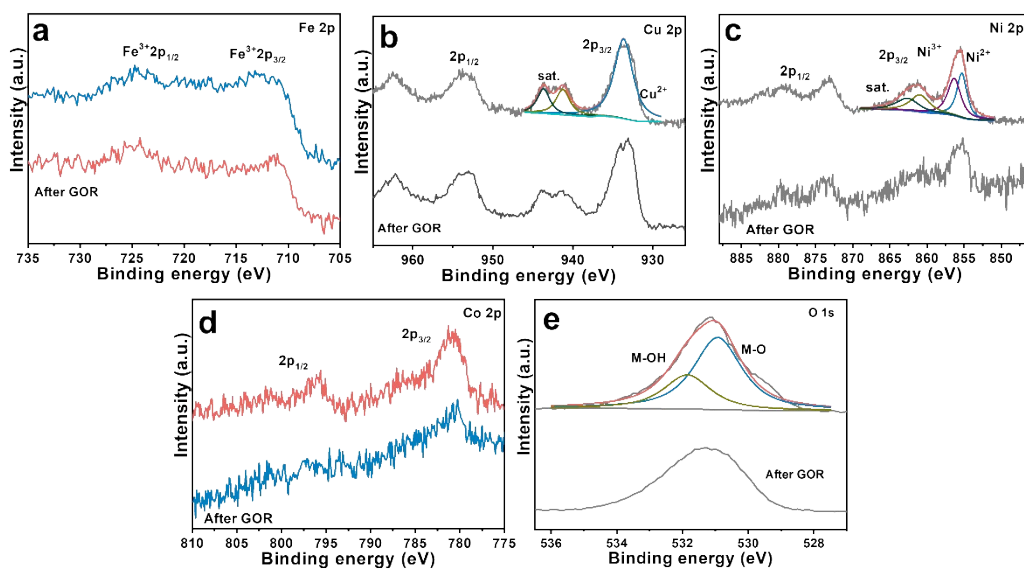 a
Fe 2p
Fe³⁺2p₁/₂
Fe³⁺2p₃/₂
After GOR
Intensity (a.u.)
735 730 725 720 715 710 705
Binding energy (eV)
b
Cu 2p
2p₁/₂
2p₃/₂
sat.
Cu²⁺
After GOR
Intensity (a.u.)
960 950 940 930
Binding energy (eV)
c
Ni 2p
2p₁/₂
2p₃/₂
Ni³⁺
Ni²⁺
sat.
After GOR
Intensity (a.u.)
885 880 875 870 865 860 855 850
Binding energy (eV)
d
Co 2p
2p₁/₂
2p₃/₂
After GOR
Intensity (a.u.)
810 805 800 795 790 785 780 775
Binding energy (eV)
e
O 1s
M-OH
M-O
After GOR
Intensity (a.u.)
536 534 532 530 528
Binding energy (eV)